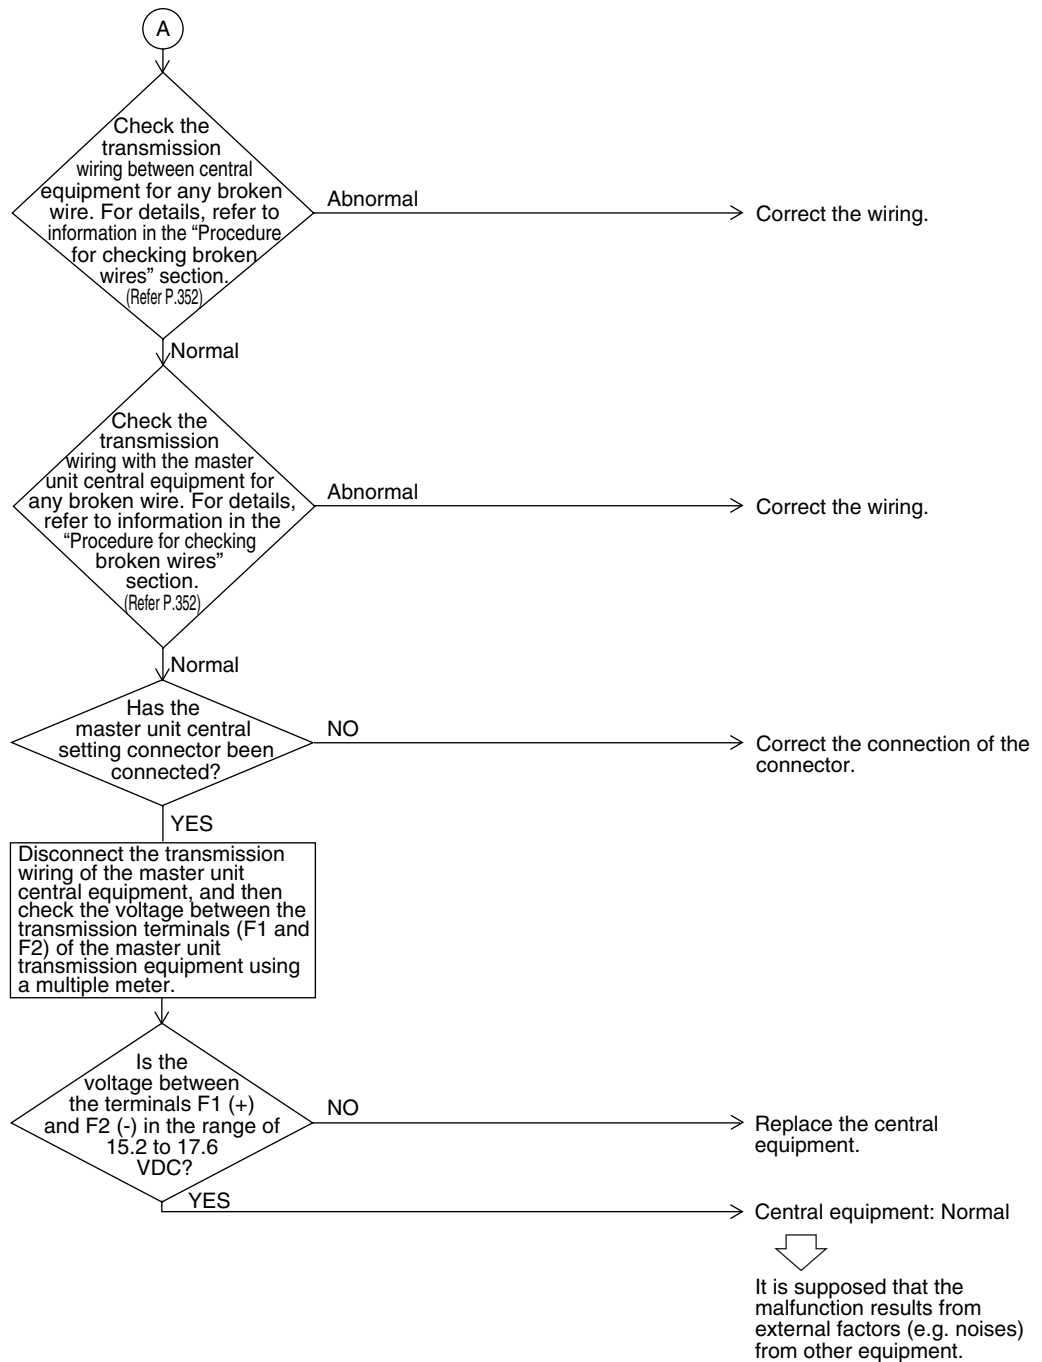 A
Check the
transmission
wiring between central
equipment for any broken
wire. For details, refer to
information in the “Procedure
for checking broken
wires” section.
(Refer P.352)
Abnormal
Correct the wiring.
Normal
Check the
transmission
wiring with the master
unit central equipment for
any broken wire. For details,
refer to information in the
“Procedure for checking
broken wires”
section.
(Refer P.352)
Abnormal
Correct the wiring.
Normal
Has the
master unit central
setting connector been
connected?
NO
Correct the connection of the
connector.
YES
Disconnect the transmission
wiring of the master unit
central equipment, and then
check the voltage between the
transmission terminals (F1 and
F2) of the master unit
transmission equipment using
a multiple meter.
Is the
voltage between
the terminals F1 (+)
and F2 (-) in the range of
15.2 to 17.6
VDC?
NO
Replace the central
equipment.
YES
Central equipment: Normal
It is supposed that the
malfunction results from
external factors (e.g. noises)
from other equipment.